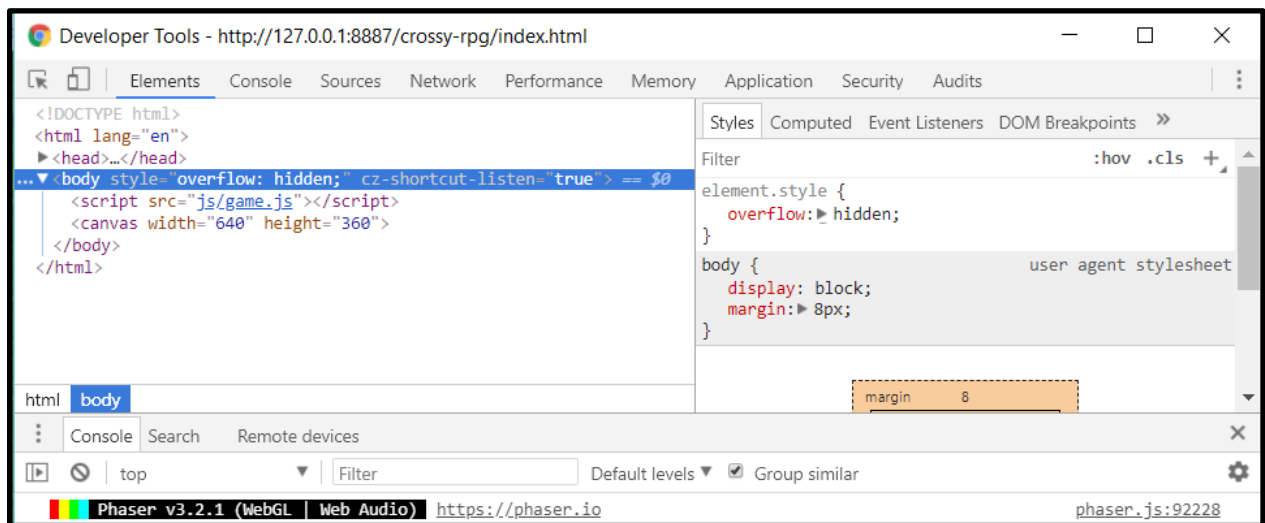 Developer Tools - http://127.0.0.1:8887/crossy-rpg/index.html
Elements Console Sources Network Performance Memory Application Security Audits
<!DOCTYPE html>
<html lang="en">
▶<head>…</head>
...▼<body style="overflow: hidden;" cz-shortcut-listen="true"> == $0
<script src="js/game.js"></script>
<canvas width="640" height="360">
</body>
</html>
html body
Styles Computed Event Listeners DOM Breakpoints »
Filter :hov .cls +
element.style {
overflow:▶ hidden;
}
body { user agent stylesheet
display: block;
margin:▶ 8px;
}
margin 8
Console Search Remote devices
top ▼ Filter Default levels ▼ Group similar
Phaser v3.2.1 (WebGL | Web Audio) https://phaser.io phaser.js:92228